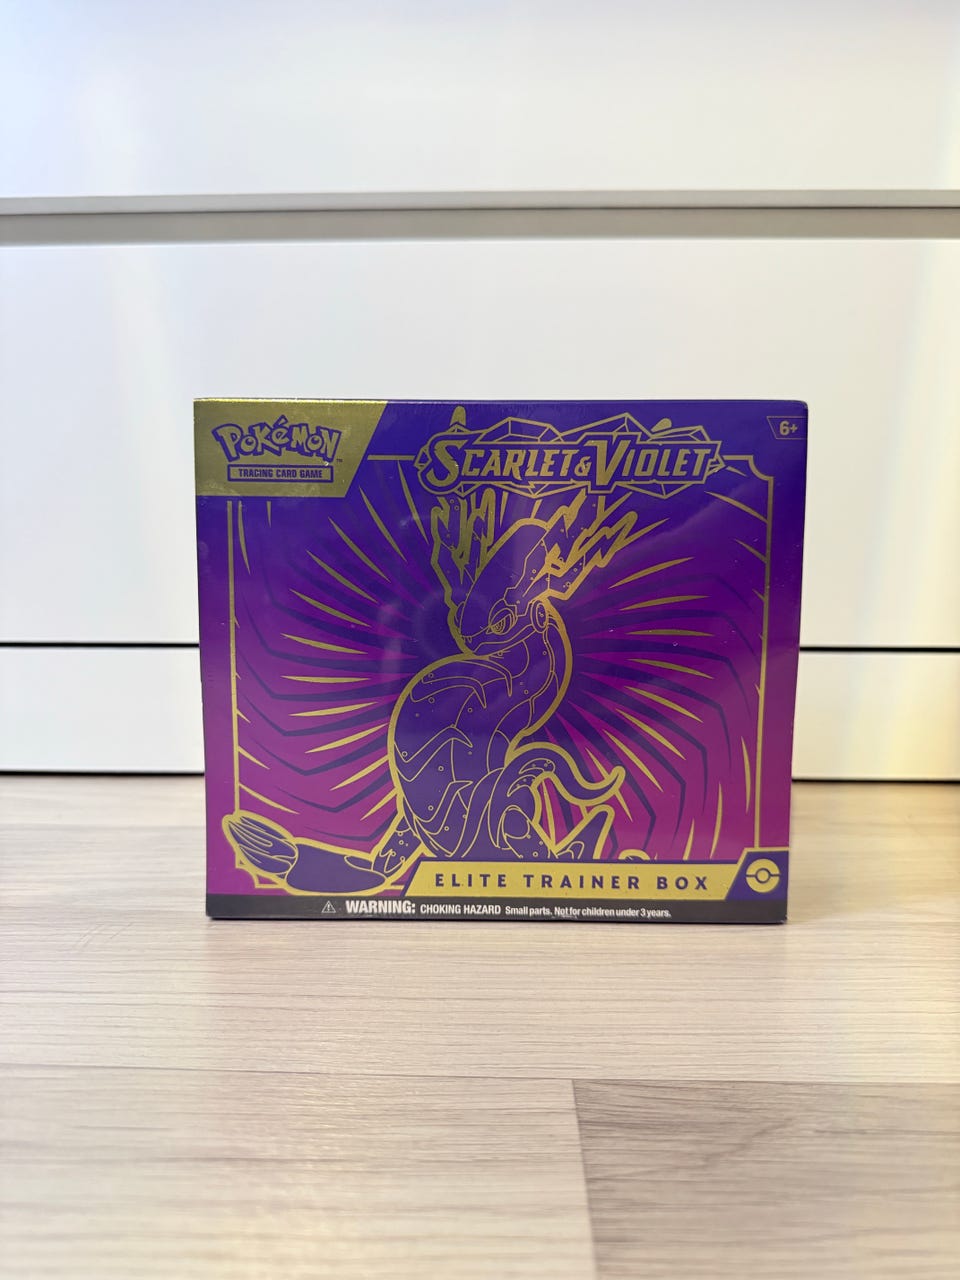 Pokémon
TRADING CARD GAME
SCARLET & VIOLET
6+
ELITE TRAINER BOX
⚠ WARNING: CHOKING HAZARD Small parts. Not for children under 3 years.